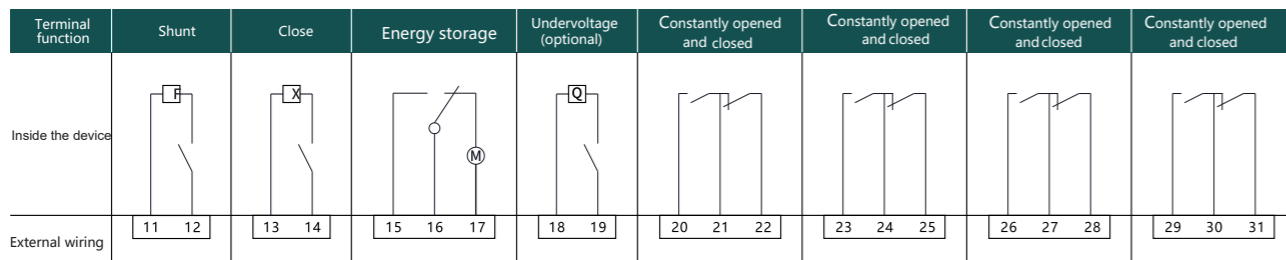 Terminal
function
Shunt
Close
Energy storage
Undervoltage
(optional)
Constantly opened
and closed
Constantly opened
and closed
Constantly opened
and closed
Constantly opened
and closed
Inside the device
F
X
M
Q
External wiring
11 12
13 14
15 16 17
18 19
20 21 22
23 24 25
26 27 28
29 30 31